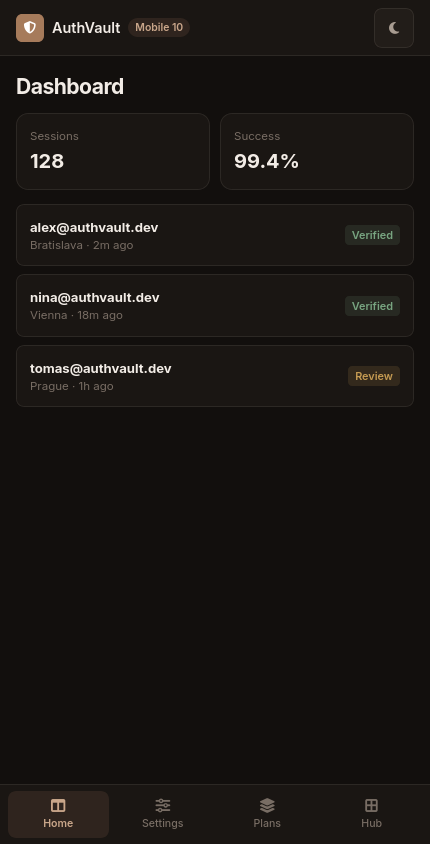 AuthVault Mobile 10
Dashboard
Sessions
128
Success
99.4%
alex@authvault.dev
Bratislava · 2m ago
Verified
nina@authvault.dev
Vienna · 18m ago
Verified
tomas@authvault.dev
Prague · 1h ago
Review
Home
Settings
Plans
Hub